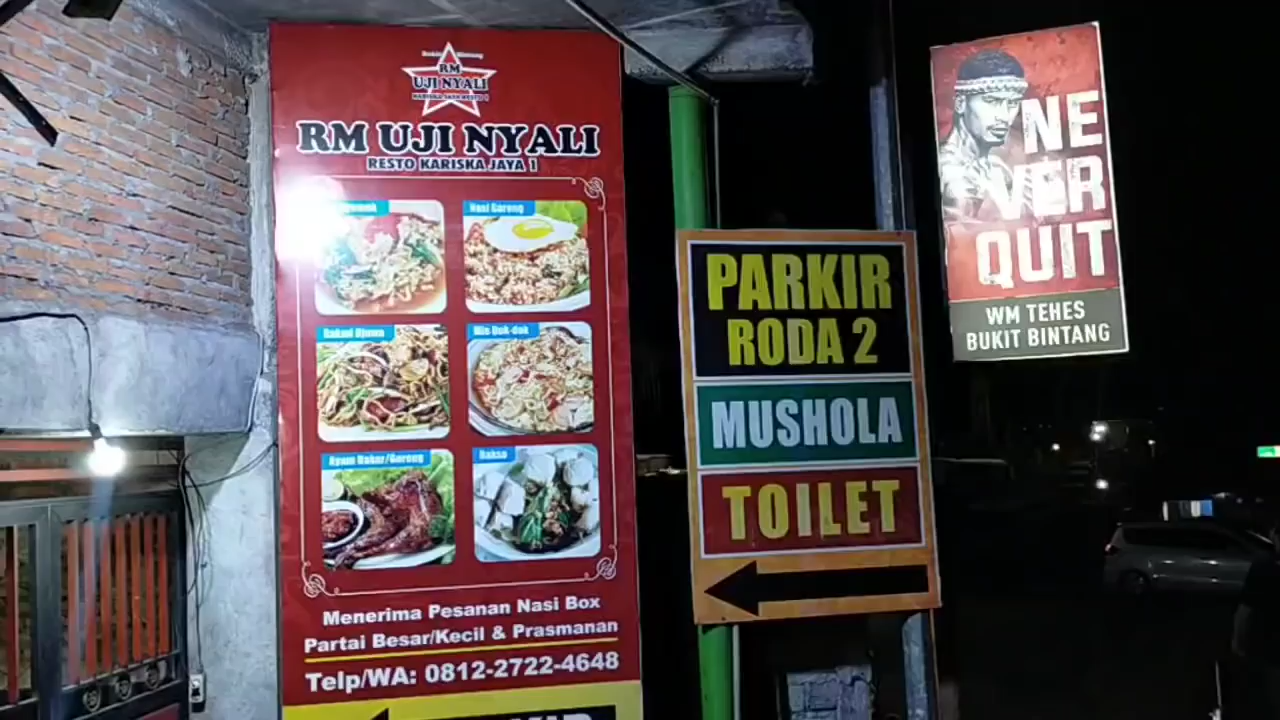 RM
UJI NYALI
RM UJI NYALI
RESTO KARISKA JAYA 1
Nasi Goreng
Bakmi Djawa
Mie Dok-dok
Ayam Bakar/Goreng
Bakso
Menerima Pesanan Nasi Box
Partai Besar/Kecil & Prasmanan
Telp/WA: 0812-2722-4648
PARKIR
RODA 2
MUSHOLA
TOILET
NE
VER
QUIT
WM TEHES
BUKIT BINTANG